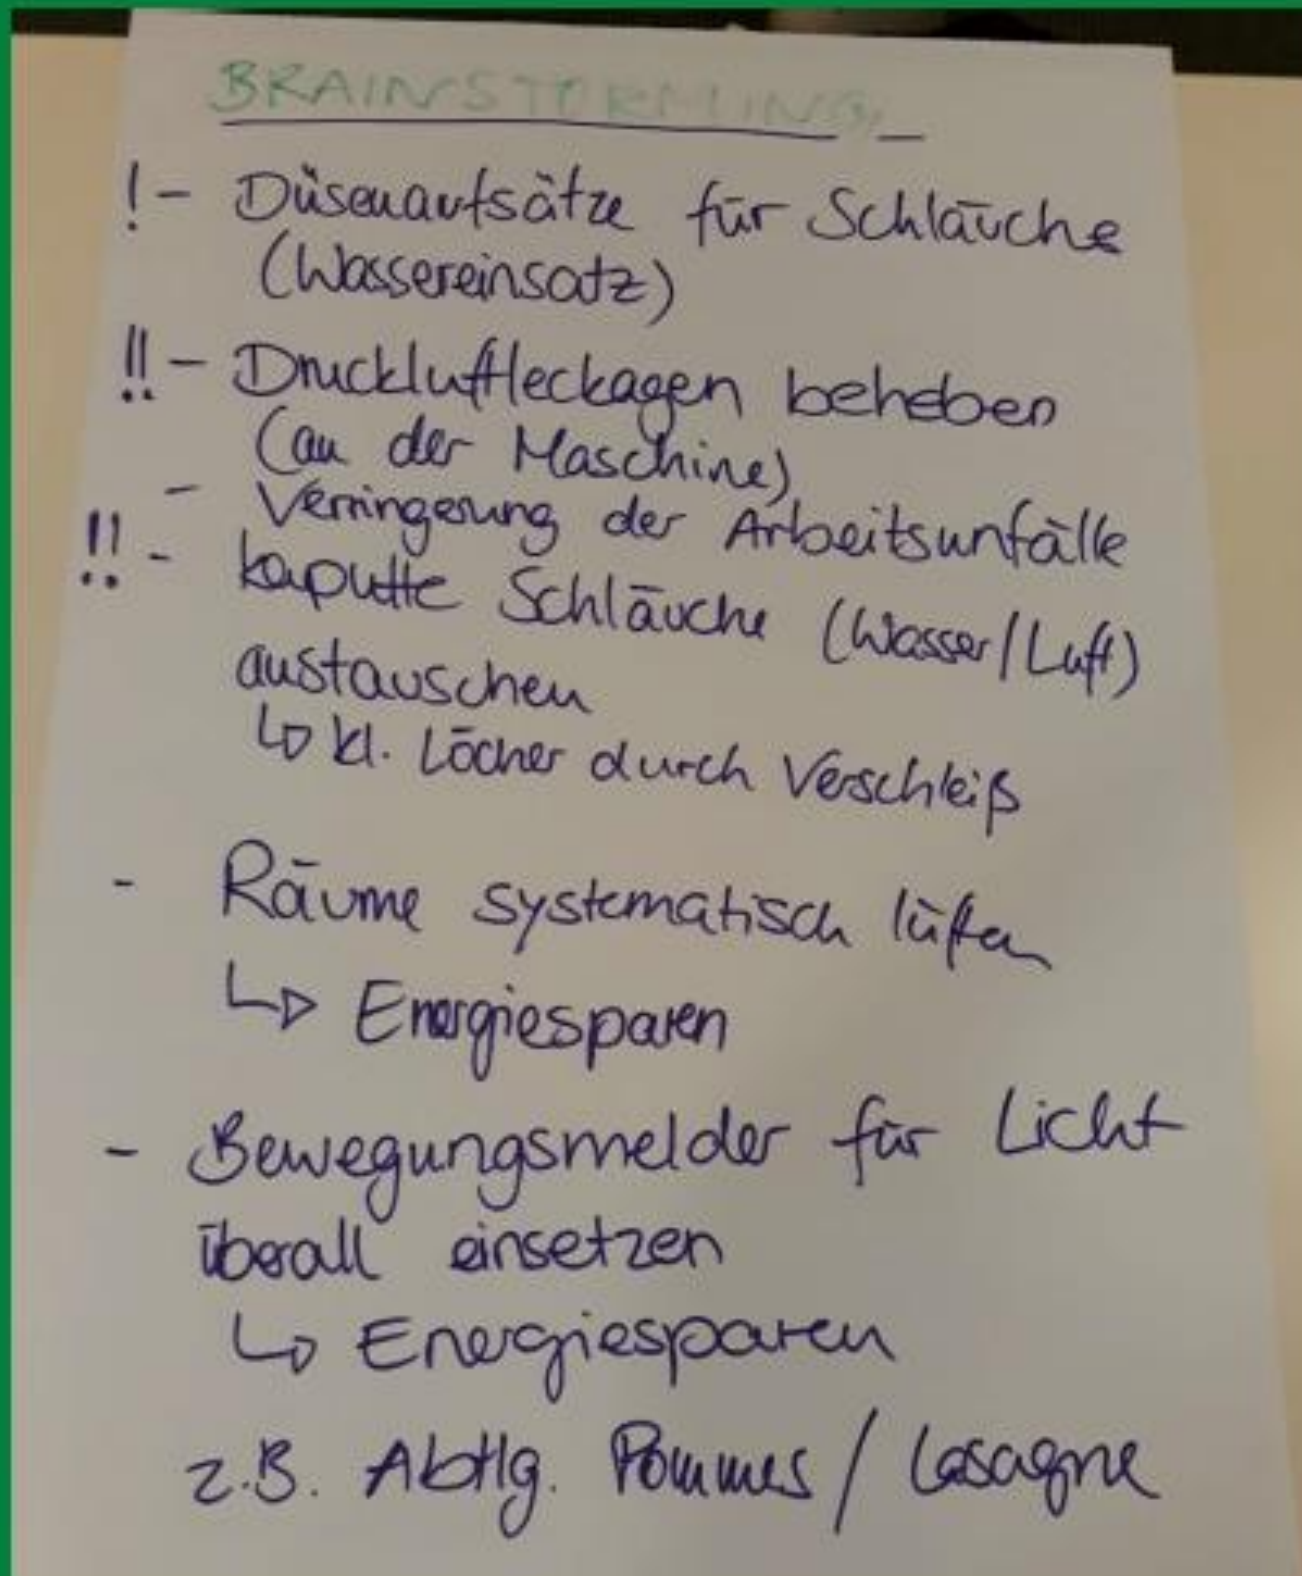 BRAINSTORMING
! - Düsenaufsätze für Schläuche
(Wassereinsatz)
!! - Druckluftleckagen beheben
(an der Maschine)
- Verringerung der Arbeitsunfälle
!! - kaputte Schläuche (Wasser/Luft)
austauschen
↳ kl. Löcher durch Verschleiß
- Räume systematisch lüften
↳ Energiesparen
- Bewegungsmelder für Licht
überall einsetzen
↳ Energiesparen
z.B. Abtlg. Pommes / Lasagne